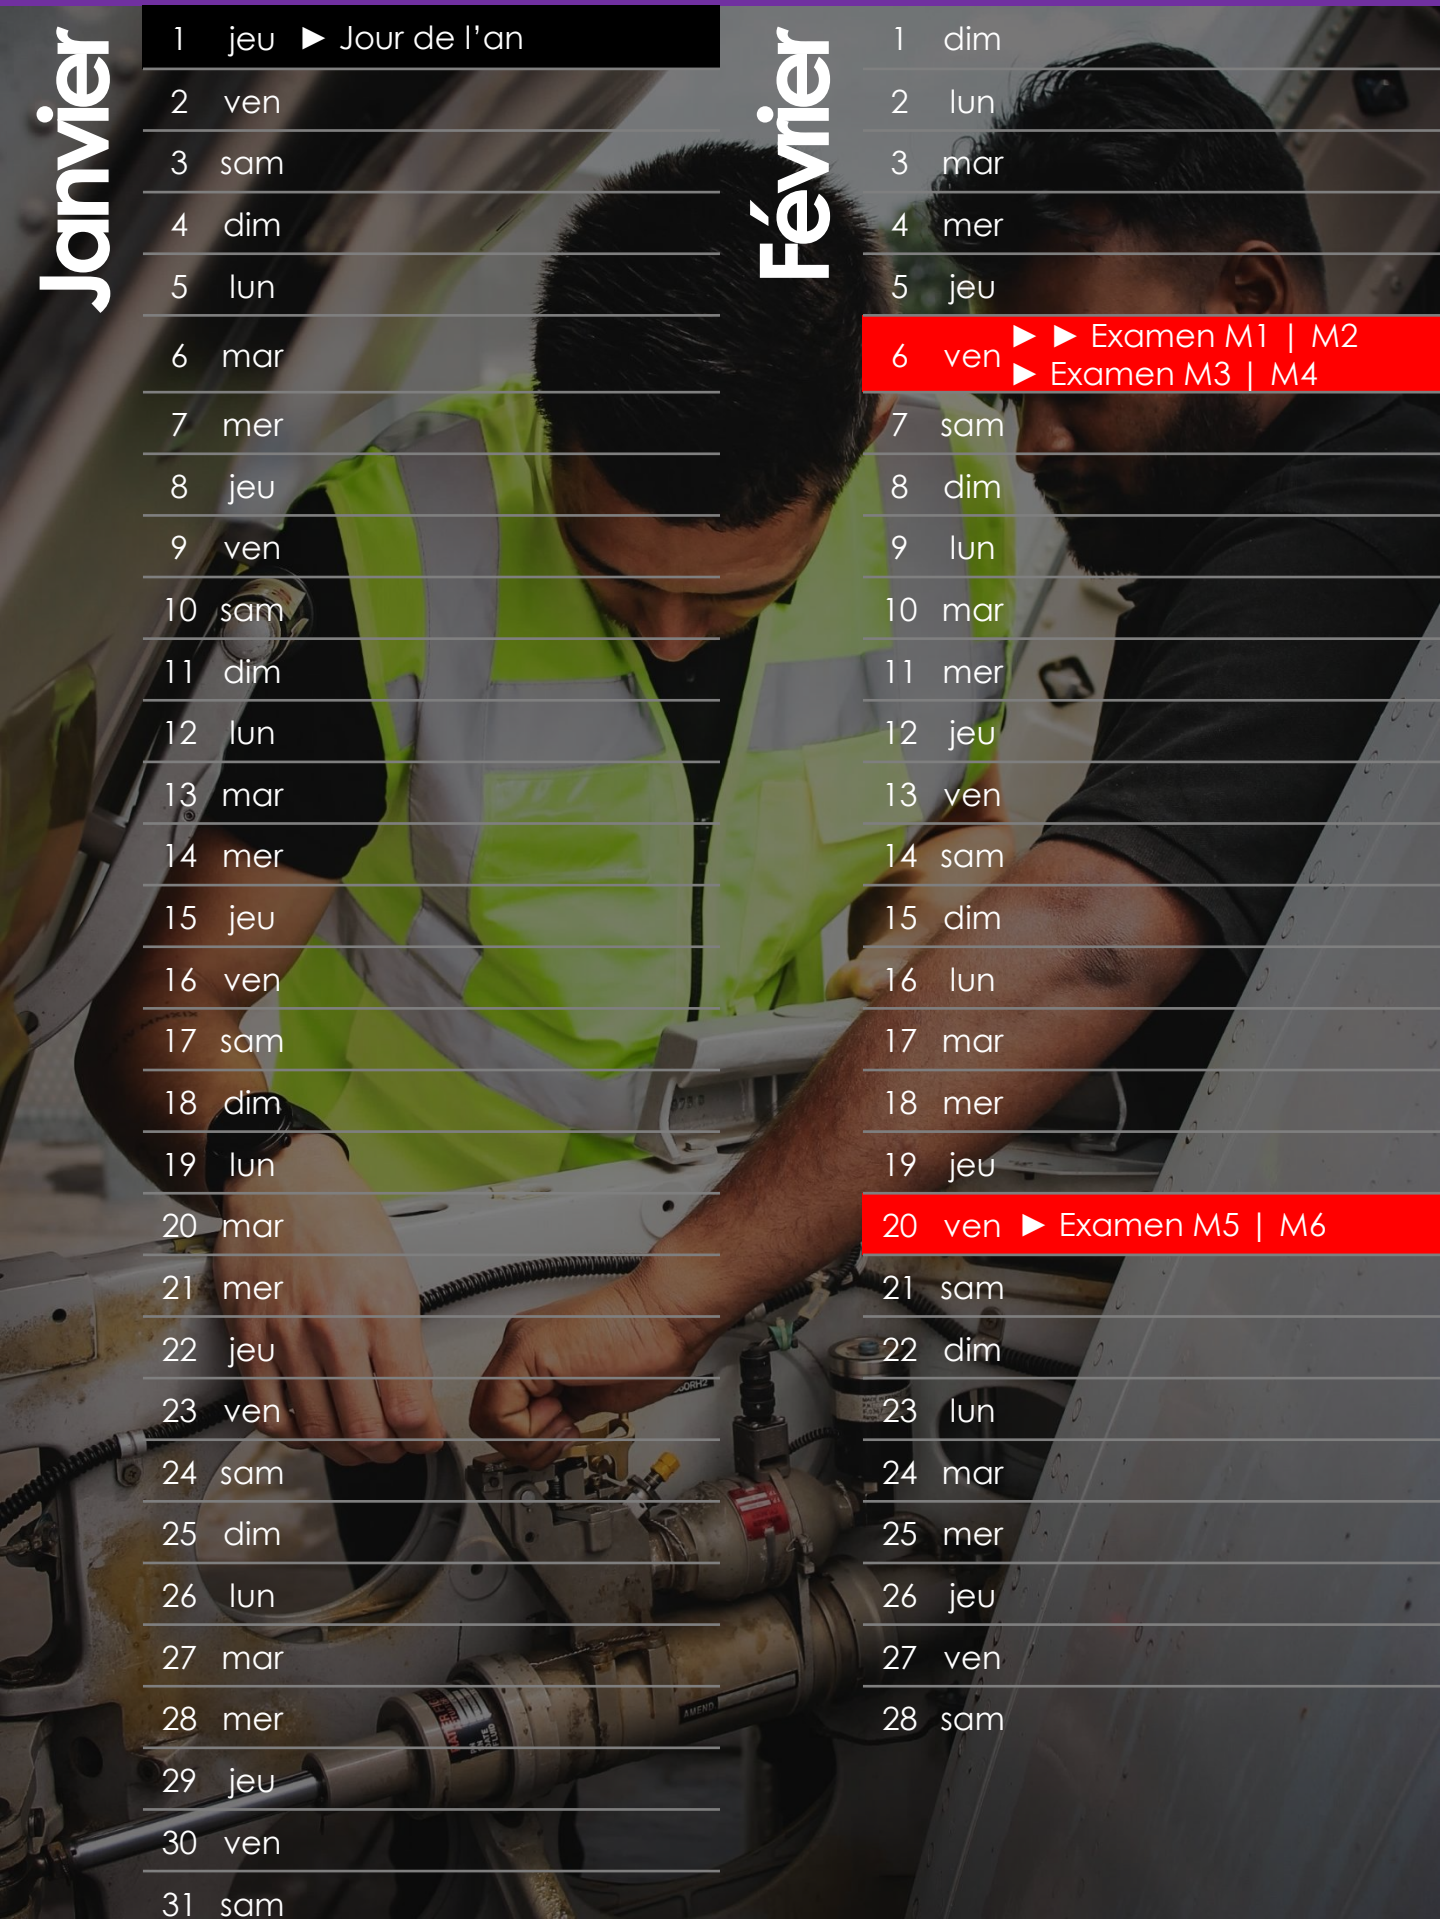 Janvier
1 jeu ► Jour de l’an
2 ven
3 sam
4 dim
5 lun
6 mar
7 mer
8 jeu
9 ven
10 sam
11 dim
12 lun
13 mar
14 mer
15 jeu
16 ven
17 sam
18 dim
19 lun
20 mar
21 mer
22 jeu
23 ven
24 sam
25 dim
26 lun
27 mar
28 mer
29 jeu
30 ven
31 sam
Février
1 dim
2 lun
3 mar
4 mer
5 jeu
6 ven ► ► Examen M1 | M2
► Examen M3 | M4
7 sam
8 dim
9 lun
10 mar
11 mer
12 jeu
13 ven
14 sam
15 dim
16 lun
17 mar
18 mer
19 jeu
20 ven ► Examen M5 | M6
21 sam
22 dim
23 lun
24 mar
25 mer
26 jeu
27 ven
28 sam
AMEND